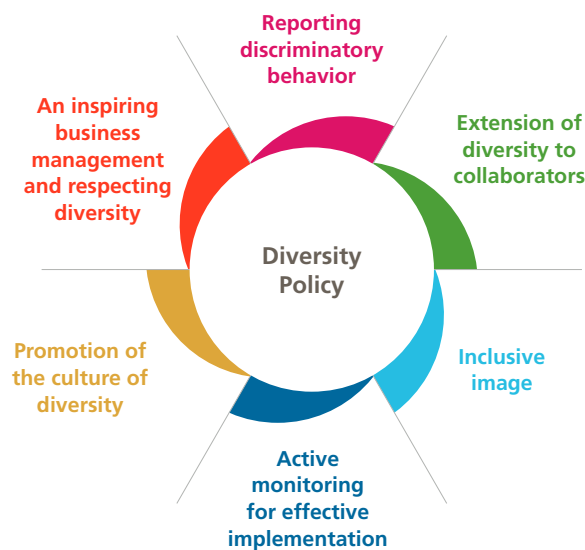 Reporting
discriminatory
behavior
An inspiring
business
management
and respecting
diversity
Extension of
diversity to
collaborators
Diversity
Policy
Promotion of
the culture of
diversity
Inclusive
image
Active
monitoring
for effective
implementation